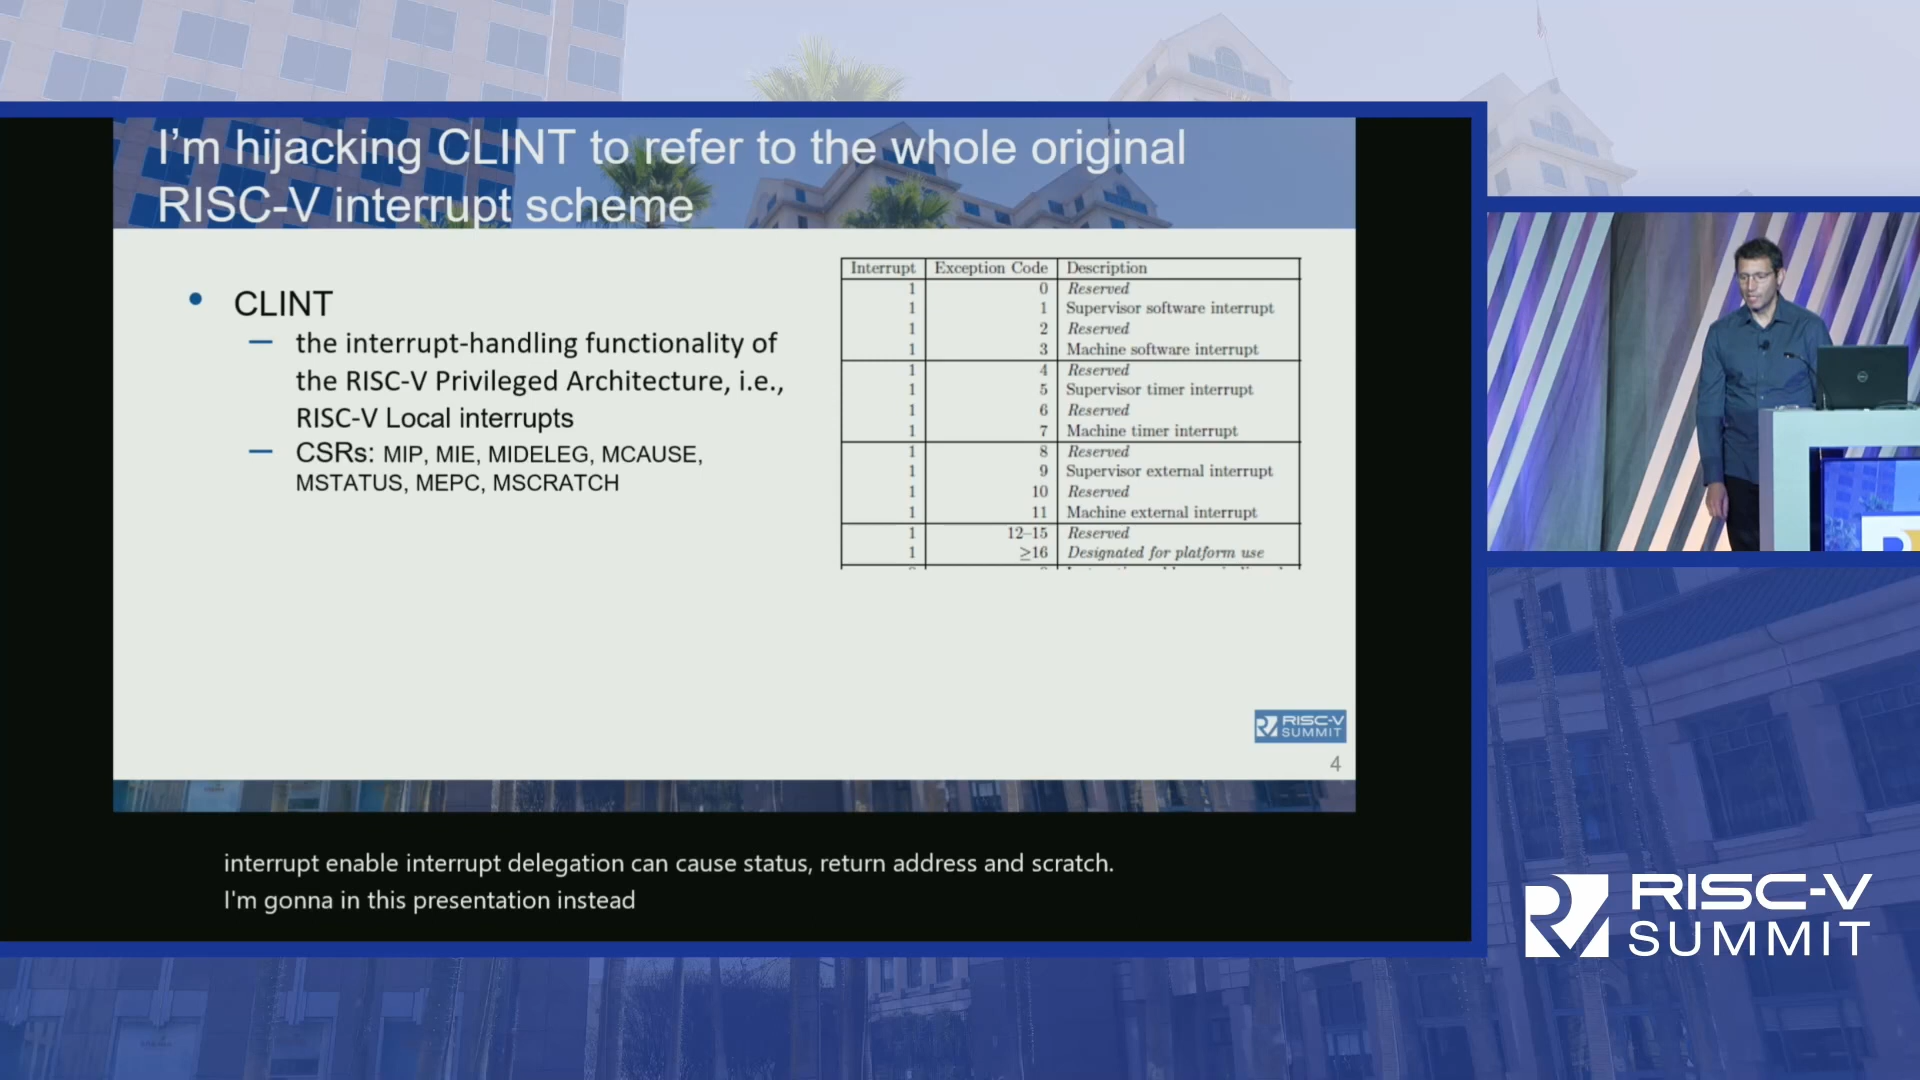 I’m hijacking CLINT to refer to the whole original
RISC-V interrupt scheme
• CLINT
– the interrupt-handling functionality of
the RISC-V Privileged Architecture, i.e.,
RISC-V Local interrupts
– CSRs: MIP, MIE, MIDELEG, MCAUSE,
MSTATUS, MEPC, MSCRATCH
Interrupt Exception Code Description
1 0 Reserved
1 1 Supervisor software interrupt
1 2 Reserved
1 3 Machine software interrupt
1 4 Reserved
1 5 Supervisor timer interrupt
1 6 Reserved
1 7 Machine timer interrupt
1 8 Reserved
1 9 Supervisor external interrupt
1 10 Reserved
1 11 Machine external interrupt
1 12–15 Reserved
1 ≥16 Designated for platform use
RISC-V
SUMMIT
4
interrupt enable interrupt delegation can cause status, return address and scratch.
I'm gonna in this presentation instead
RISC-V
SUMMIT